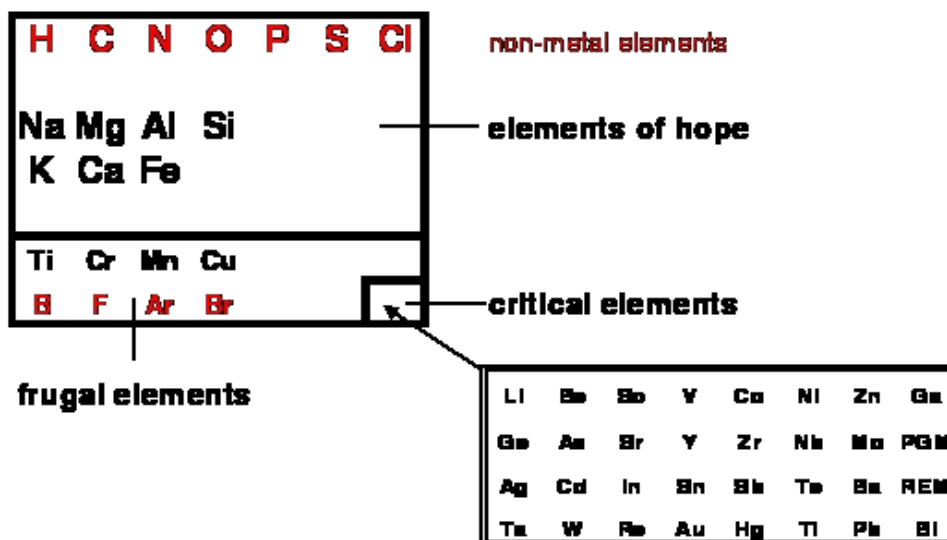 H C N O P S Cl non-metal elements
Na Mg Al Si elements of hope
K Ca Fe
Ti Cr Mn Cu
B F Ar Br critical elements
frugal elements
Li Be Sc V Co Ni Zn Ga
Ge As Sr Y Zr Nb Mo PGM
Ag Cd In Sn Sb Te Ba REM
Ta W Re Au Hg Tl Pb Bi